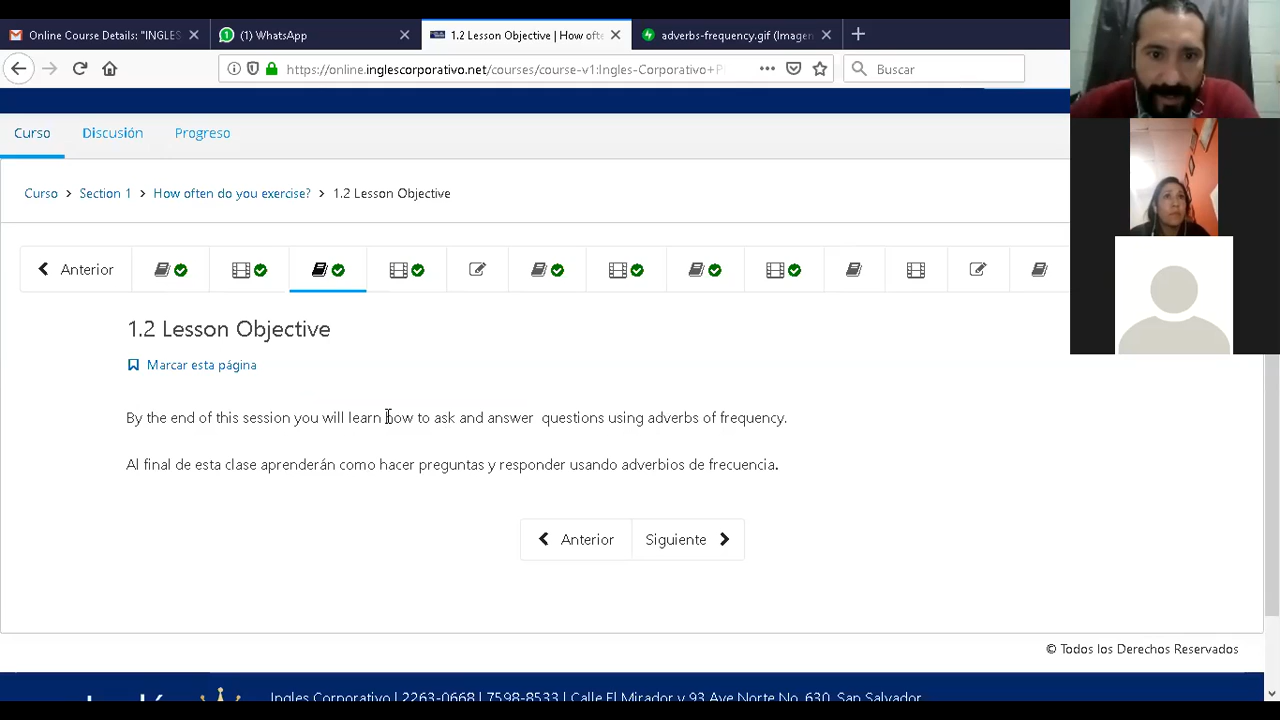 Online Course Details: "INGLES
(1) WhatsApp
1.2 Lesson Objective | How ofte
adverbs-frequency.gif (Imagen
https://online.inglescorporativo.net/courses/course-v1:Ingles-Corporativo+P
Buscar
Curso
Discusión
Progreso
Curso > Section 1 > How often do you exercise? > 1.2 Lesson Objective
Anterior
1.2 Lesson Objective
Marcar esta página
By the end of this session you will learn how to ask and answer questions using adverbs of frequency.
Al final de esta clase aprenderán como hacer preguntas y responder usando adverbios de frecuencia.
Anterior
Siguiente
© Todos los Derechos Reservados
Ingles Corporativo | 2263-0668 | 7598-8533 | Calle El Mirador y 93 Ave Norte No. 630, San Salvador